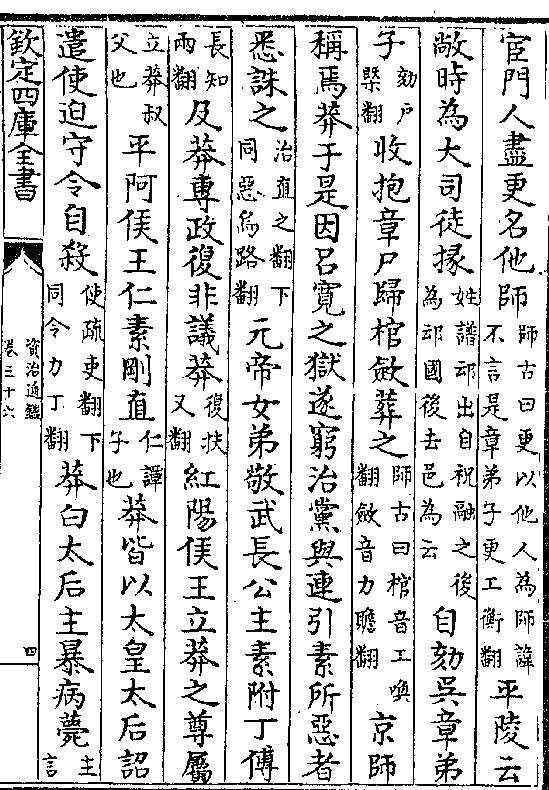 宦門人盡更名他師師古曰更以他人為師諱不言是章弟子更工衡翻平陵云
敞時為大司徒掾姓譜䢵出自祝融之後為䢵國後去邑為云自劾吳章弟
子劾户槩翻收抱章尸歸棺斂葬之師古曰棺音工喚翻斂音力贍翻京師
稱焉莽于是因吕寛之獄遂窮治黨與連引素所惡者
悉誅之治直之翻下同惡烏路翻元帝女弟敬武長公主素附丁傅
長知兩翻及莽專政復非議莽復扶又翻紅陽侯王立莽之尊屬
立莽叔父也平阿侯王仁素剛直仁譚子也莽皆以太皇太后詔
遣使迫守令自殺使疏吏翻下同令力丁翻莽白太后主暴病薨主言
欽定四庫全書
資治通鑑
卷三十六
四